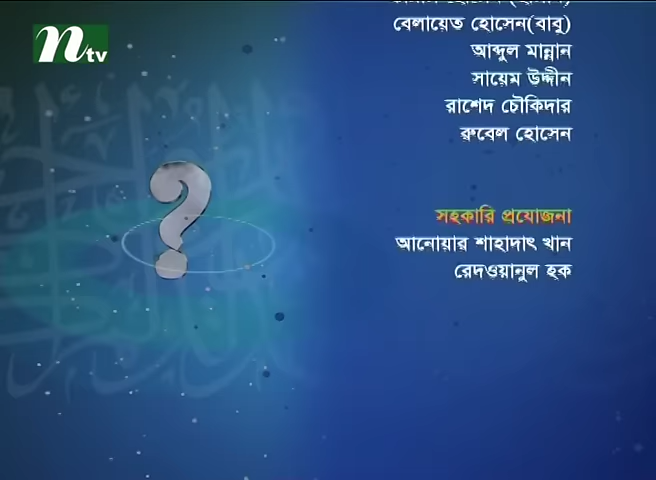 ntv
বেলায়েত হোসেন(বাবু)
আব্দুল মান্নান
সায়েম উদ্দীন
রাশেদ চৌকিদার
রুবেল হোসেন
?
সহকারি প্রযোজনা
আনোয়ার শাহাদাৎ খান
রেদওয়ানুল হক